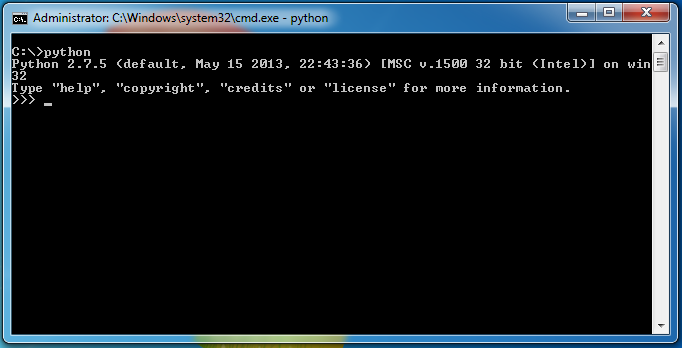 Administrator: C:\Windows\system32\cmd.exe - python
C:\>python
Python 2.7.5 (default, May 15 2013, 22:43:36) [MSC v.1500 32 bit (Intel)] on win
32
Type "help", "copyright", "credits" or "license" for more information.
>>> _